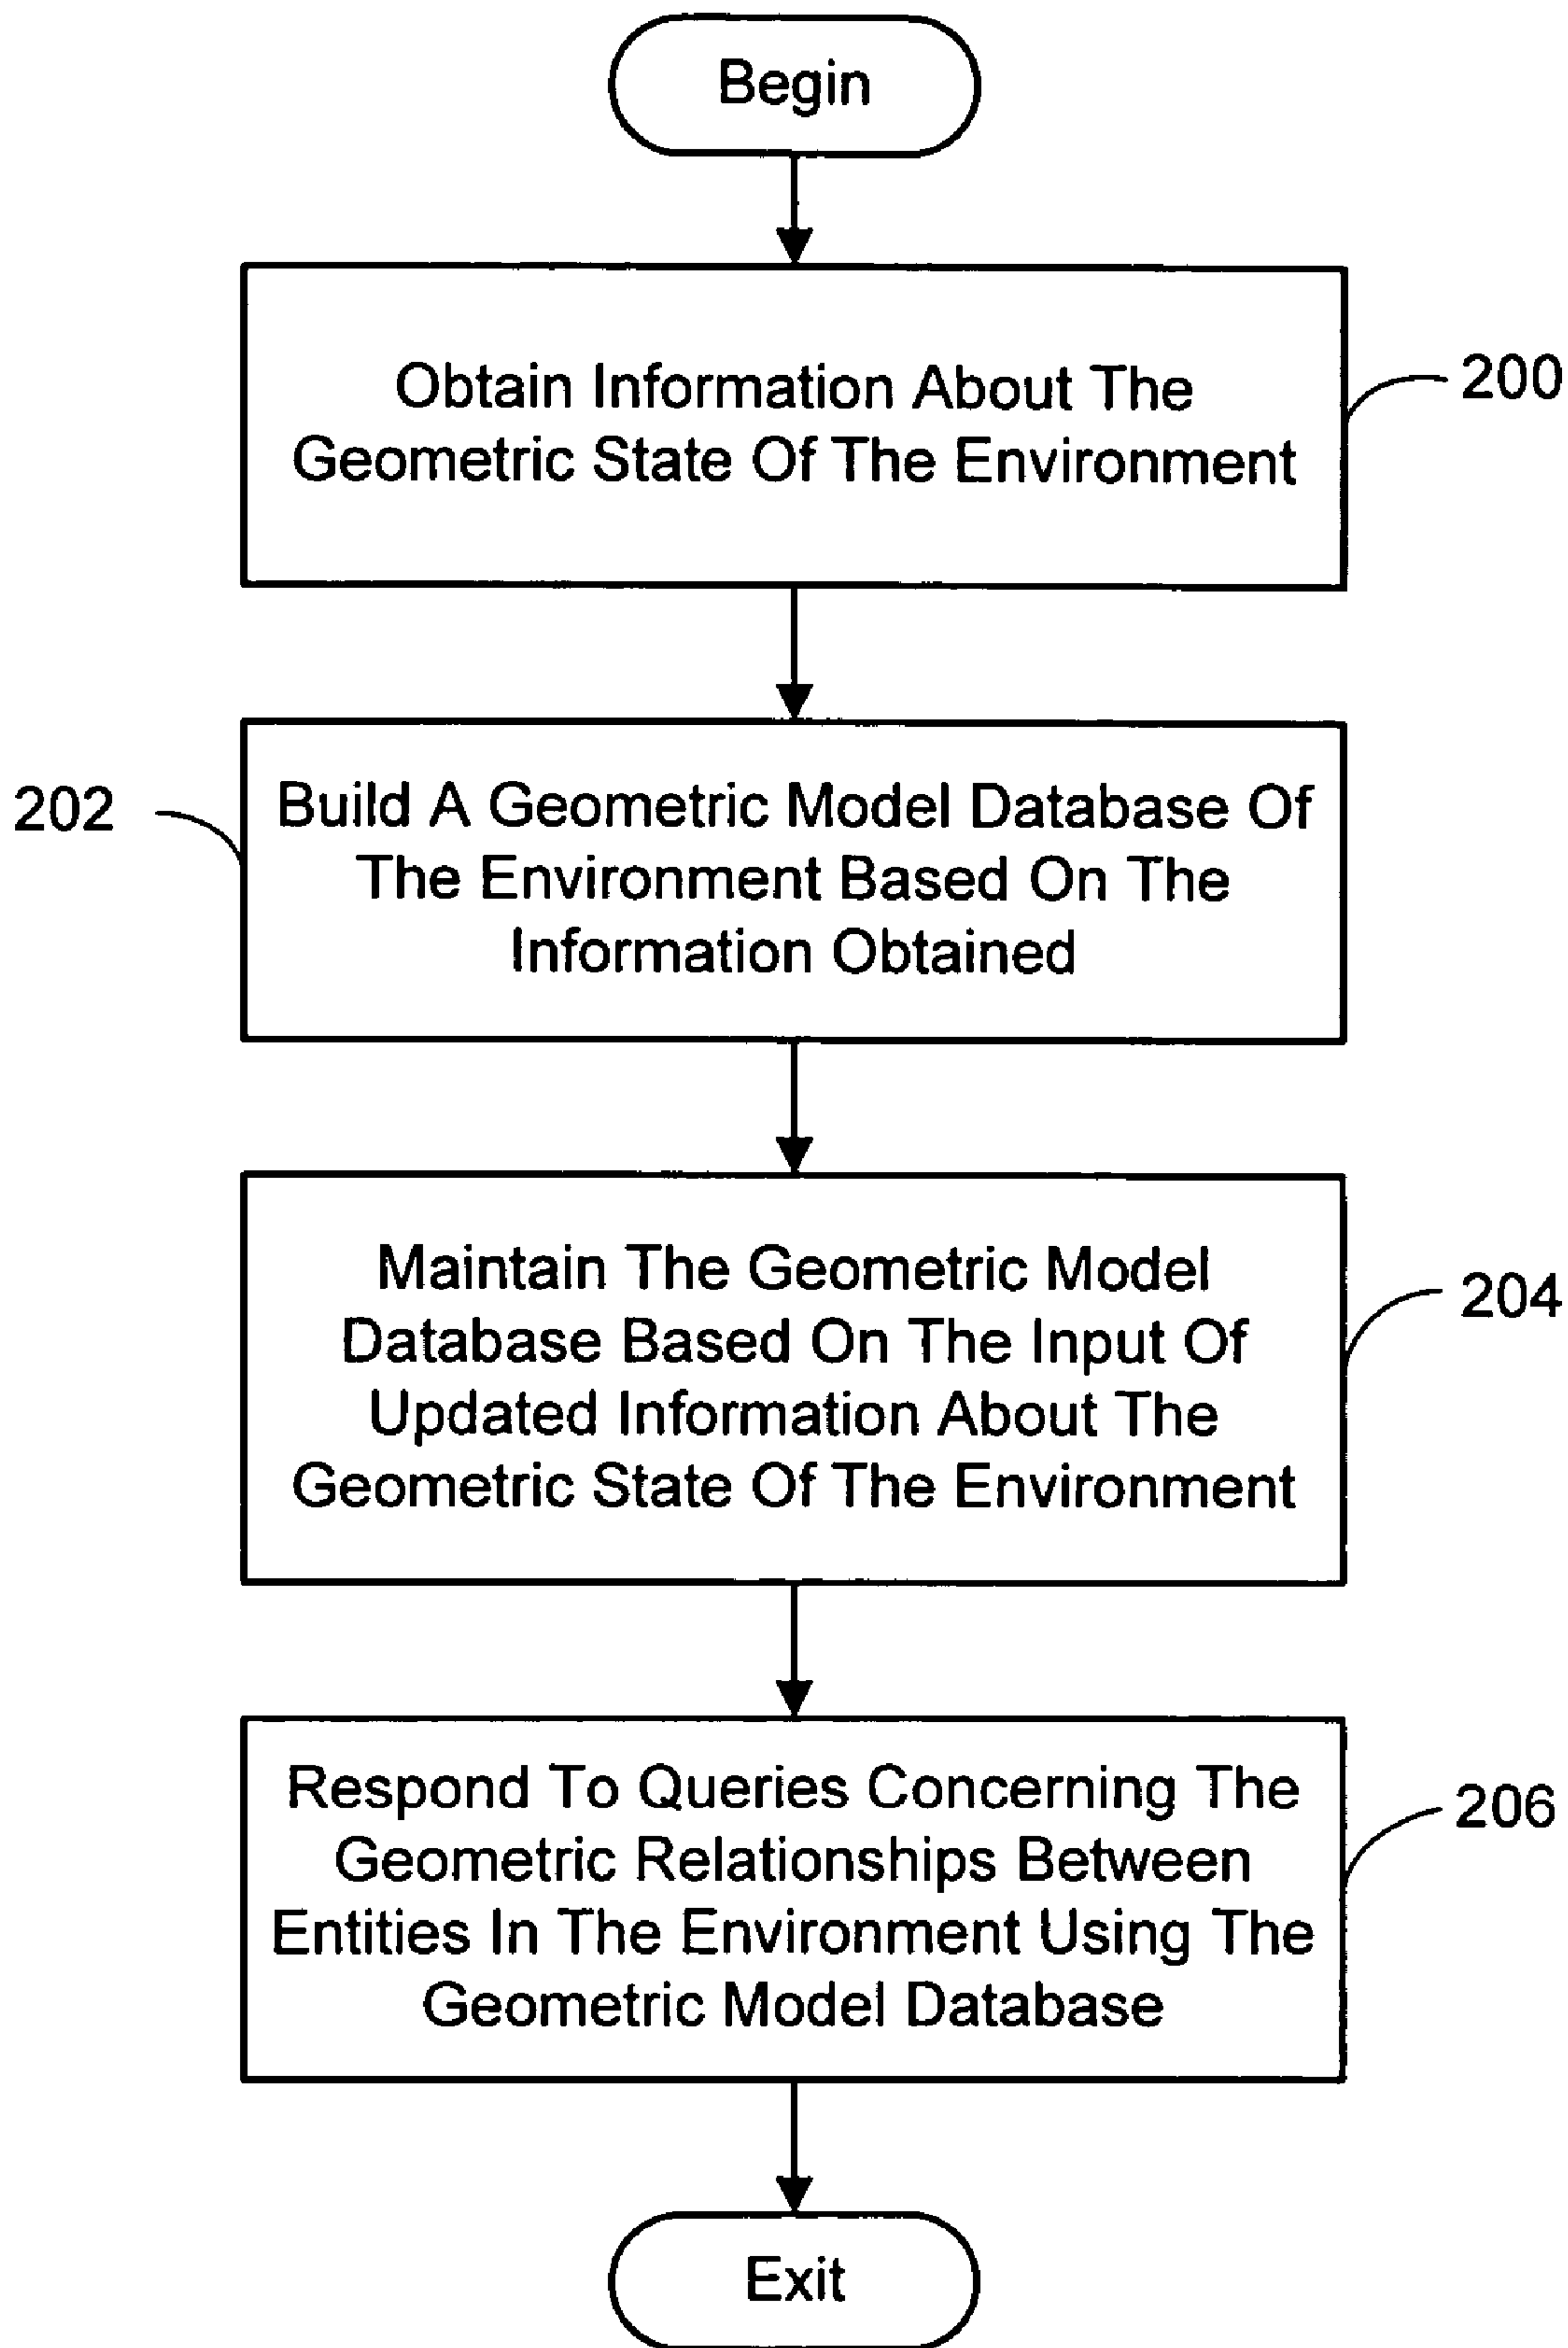 Begin
Obtain Information About The
Geometric State Of The Environment
200
202
Build A Geometric Model Database Of
The Environment Based On The
Information Obtained
Maintain The Geometric Model
Database Based On The Input Of
Updated Information About The
Geometric State Of The Environment
204
Respond To Queries Concerning The
Geometric Relationships Between
Entities In The Environment Using The
Geometric Model Database
206
Exit